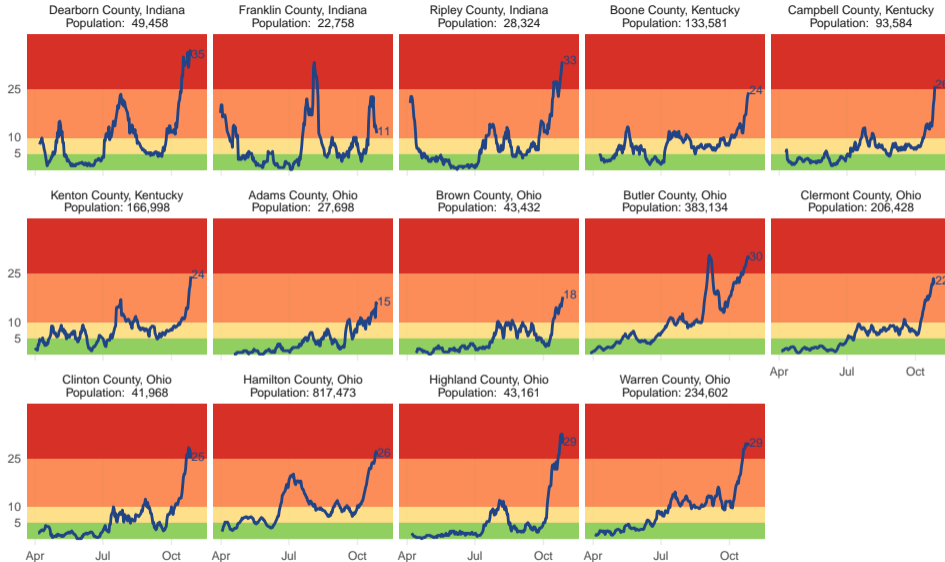 Dearborn County, Indiana
Population: 49,458
Franklin County, Indiana
Population: 22,758
Ripley County, Indiana
Population: 28,324
Boone County, Kentucky
Population: 133,581
Campbell County, Kentucky
Population: 93,584
25
10
5
35
11
33
24
26
Kenton County, Kentucky
Population: 166,998
Adams County, Ohio
Population: 27,698
Brown County, Ohio
Population: 43,432
Butler County, Ohio
Population: 383,134
Clermont County, Ohio
Population: 206,428
25
10
5
24
15
18
30
22
Apr Jul Oct
Clinton County, Ohio
Population: 41,968
Hamilton County, Ohio
Population: 817,473
Highland County, Ohio
Population: 43,161
Warren County, Ohio
Population: 234,602
25
10
5
25
26
29
29
Apr Jul Oct
Apr Jul Oct
Apr Jul Oct
Apr Jul Oct